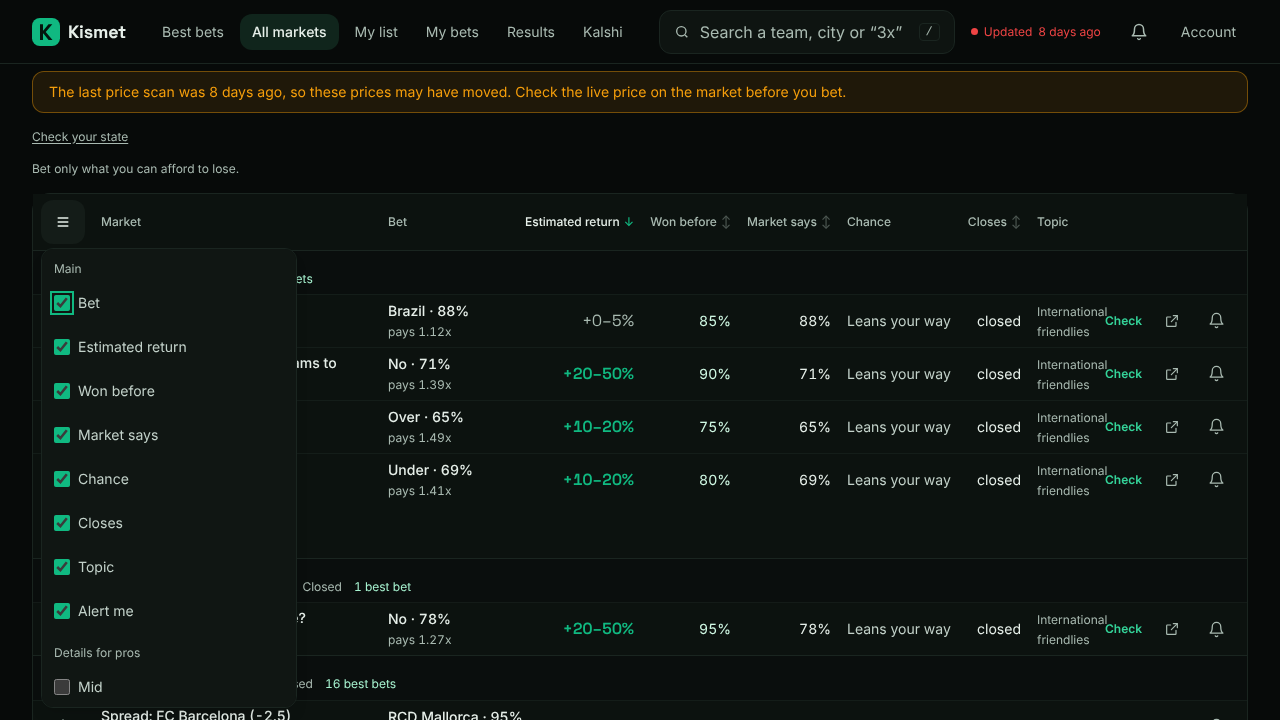 K Kismet Best bets All markets My list My bets Results Kalshi Search a team, city or “3x” / Updated 8 days ago Account
The last price scan was 8 days ago, so these prices may have moved. Check the live price on the market before you bet.
Check your state
Bet only what you can afford to lose.
Market Bet Estimated return ↓ Won before Market says Chance Closes Topic
Main
ets
Bet
Brazil · 88%
pays 1.12x
+0–5% 85% 88% Leans your way closed
International
friendlies
Check
Estimated return
ams to
No · 71%
pays 1.39x
+20–50% 90% 71% Leans your way closed
International
friendlies
Check
Won before
Over · 65%
pays 1.49x
+10–20% 75% 65% Leans your way closed
International
friendlies
Check
Market says
Under · 69%
pays 1.41x
+10–20% 80% 69% Leans your way closed
International
friendlies
Check
Chance
Closes
Topic
Closed 1 best bet
Alert me
e?
No · 78%
pays 1.27x
+20–50% 95% 78% Leans your way closed
International
friendlies
Check
Details for pros
Mid
sed 16 best bets
Spread: FC Barcelona (-2.5)
RCD Mallorca · 95%